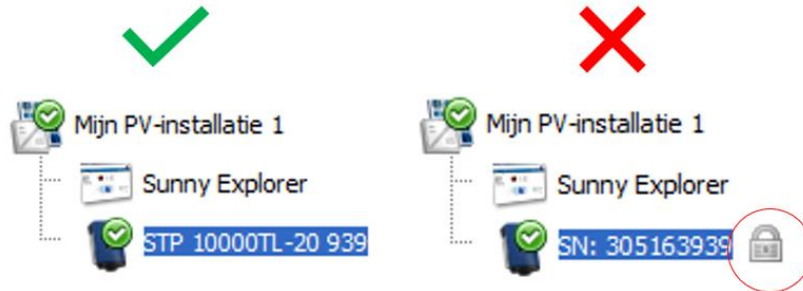 Mijn PV-installatie 1
Sunny Explorer
STP 10000TL-20 939
Mijn PV-installatie 1
Sunny Explorer
SN: 305163939